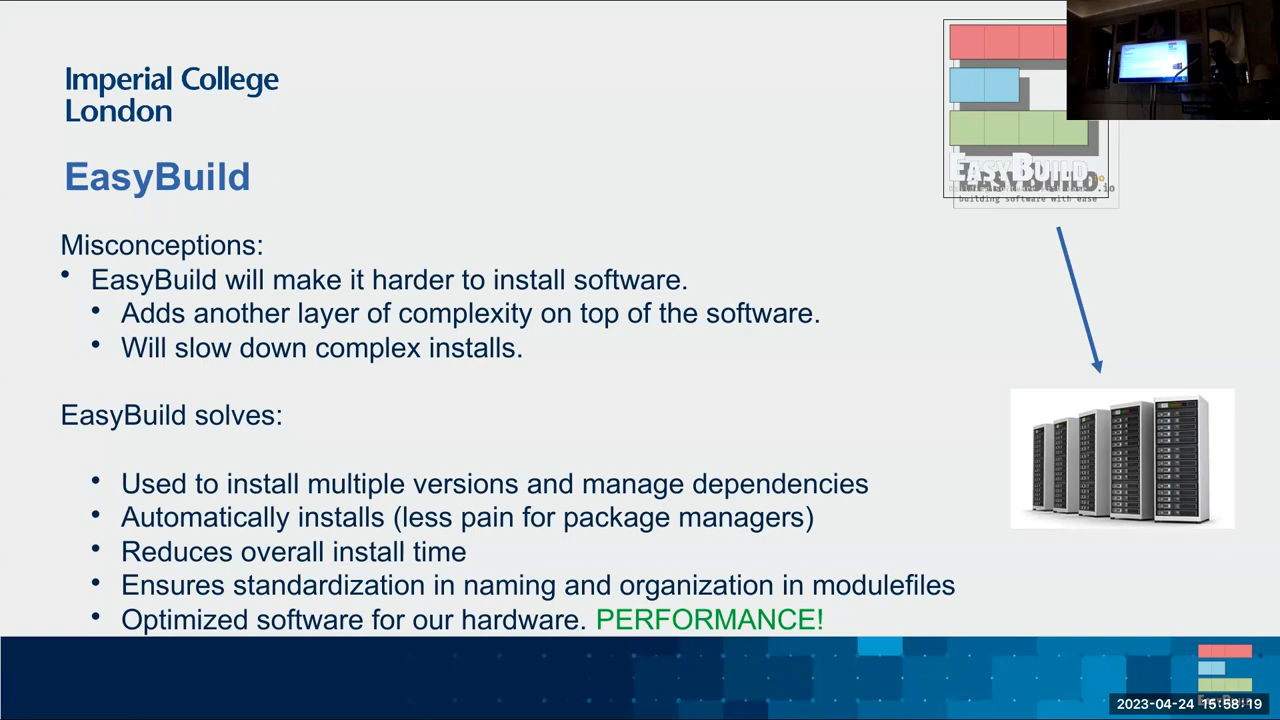 Imperial College
London
EasyBuild
EASYBUILD
building software with ease
Misconceptions:
• EasyBuild will make it harder to install software.
• Adds another layer of complexity on top of the software.
• Will slow down complex installs.
EasyBuild solves:
• Used to install multiple versions and manage dependencies
• Automatically installs (less pain for package managers)
• Reduces overall install time
• Ensures standardization in naming and organization in modulefiles
• Optimized software for our hardware. PERFORMANCE!
2023-04-24 15:58:19